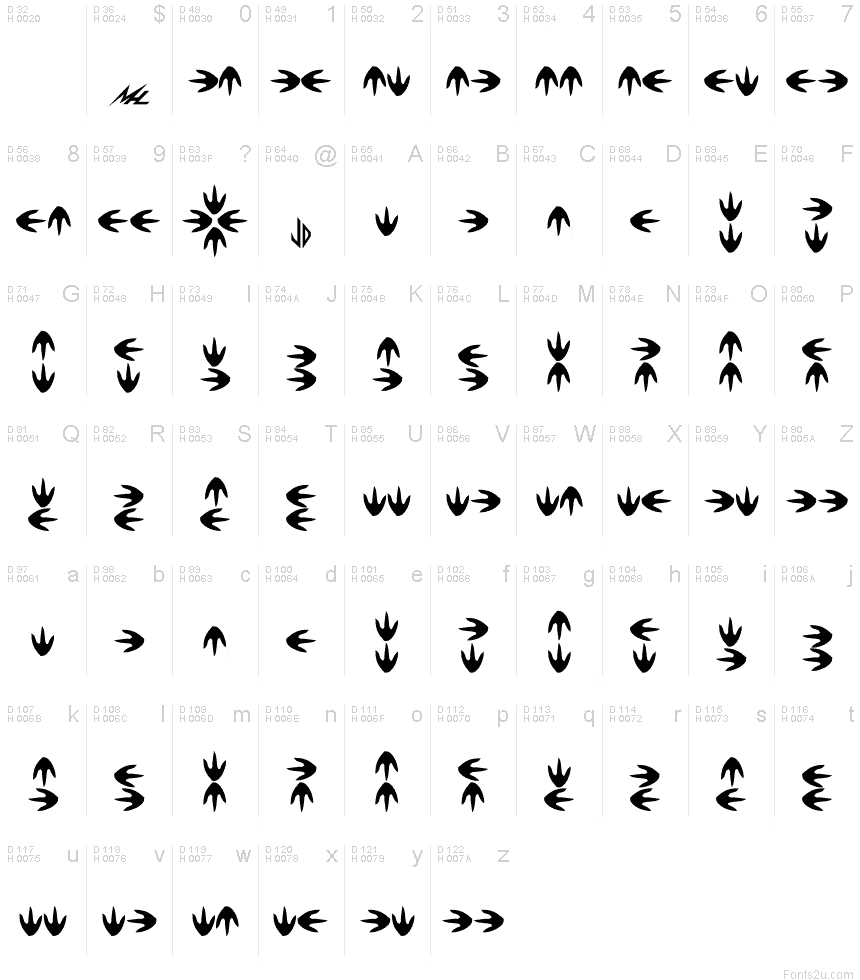 D 32 D 36 $ D 48 0 D 49 1 D 50 2 D 51 3 D 52 4 D 53 5 D 54 6 D 55 7
H 0020 H 0024 H 0030 H 0031 H 0032 H 0033 H 0034 H 0035 H 0036 H 0037
D 56 8 D 57 9 D 63 ? D 64 @ D 65 A D 66 B D 67 C D 68 D D 69 E D 70 F
H 0038 H 0039 H 003F H 0040 H 0041 H 0042 H 0043 H 0044 H 0045 H 0046
JD
D 71 G D 72 H D 73 I D 74 J D 75 K D 76 L D 77 M D 78 N D 79 O D 80 P
H 0047 H 0048 H 0049 H 004A H 004B H 004C H 004D H 004E H 004F H 0050
D 81 Q D 82 R D 83 S D 84 T D 85 U D 86 V D 87 W D 88 X D 89 Y D 90 Z
H 0051 H 0052 H 0053 H 0054 H 0055 H 0056 H 0057 H 0058 H 0059 H 005A
D 97 a D 98 b D 99 c D 100 d D 101 e D 102 f D 103 g D 104 h D 105 i D 106 j
H 0061 H 0062 H 0063 H 0064 H 0065 H 0066 H 0067 H 0068 H 0069 H 006A
D 107 k D 108 l D 109 m D 110 n D 111 o D 112 p D 113 q D 114 r D 115 s D 116 t
H 006B H 006C H 006D H 006E H 006F H 0070 H 0071 H 0072 H 0073 H 0074
D 117 u D 118 v D 119 w D 120 x D 121 y D 122 z
H 0075 H 0076 H 0077 H 0078 H 0079 H 007A
Fonts2u.com